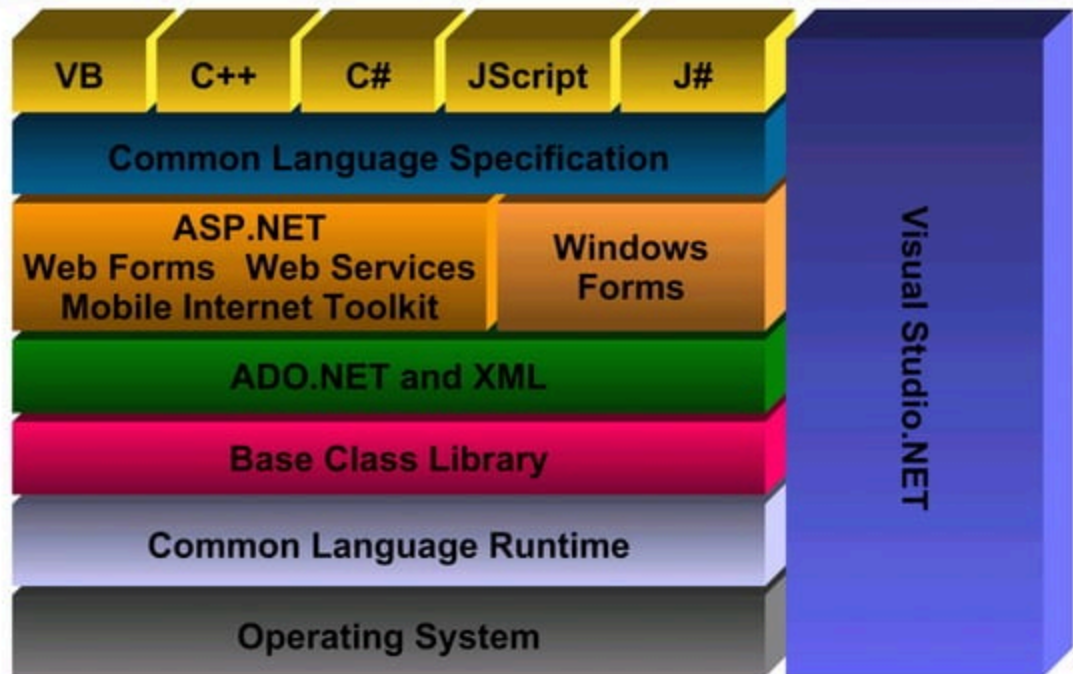 VB
C++
C#
JScript
J#
Common Language Specification
ASP.NET
Web Forms Web Services
Mobile Internet Toolkit
Windows
Forms
ADO.NET and XML
Base Class Library
Common Language Runtime
Operating System
Visual Studio.NET